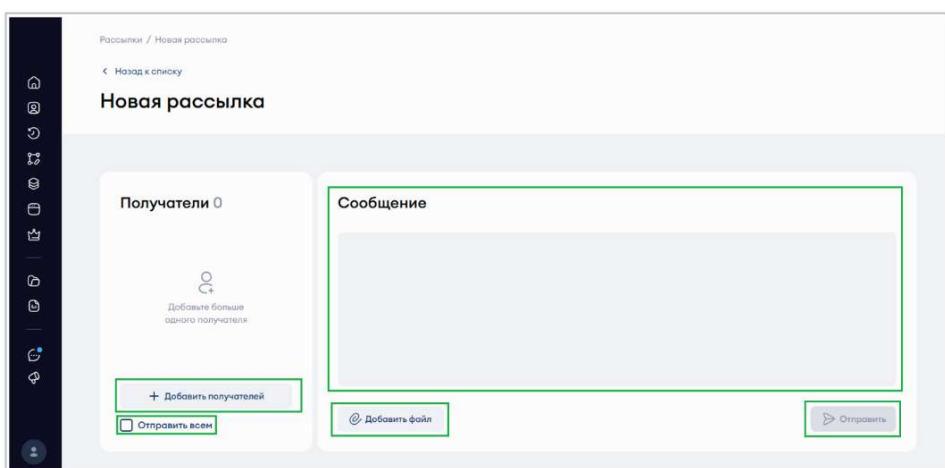 Рассылки / Новая рассылка
Назад к списку
Новая рассылка
Получатели 0
Добавьте больше
одного получателя
+ Добавить получателей
Отправить всем
Сообщение
Добавить файл
Отправить